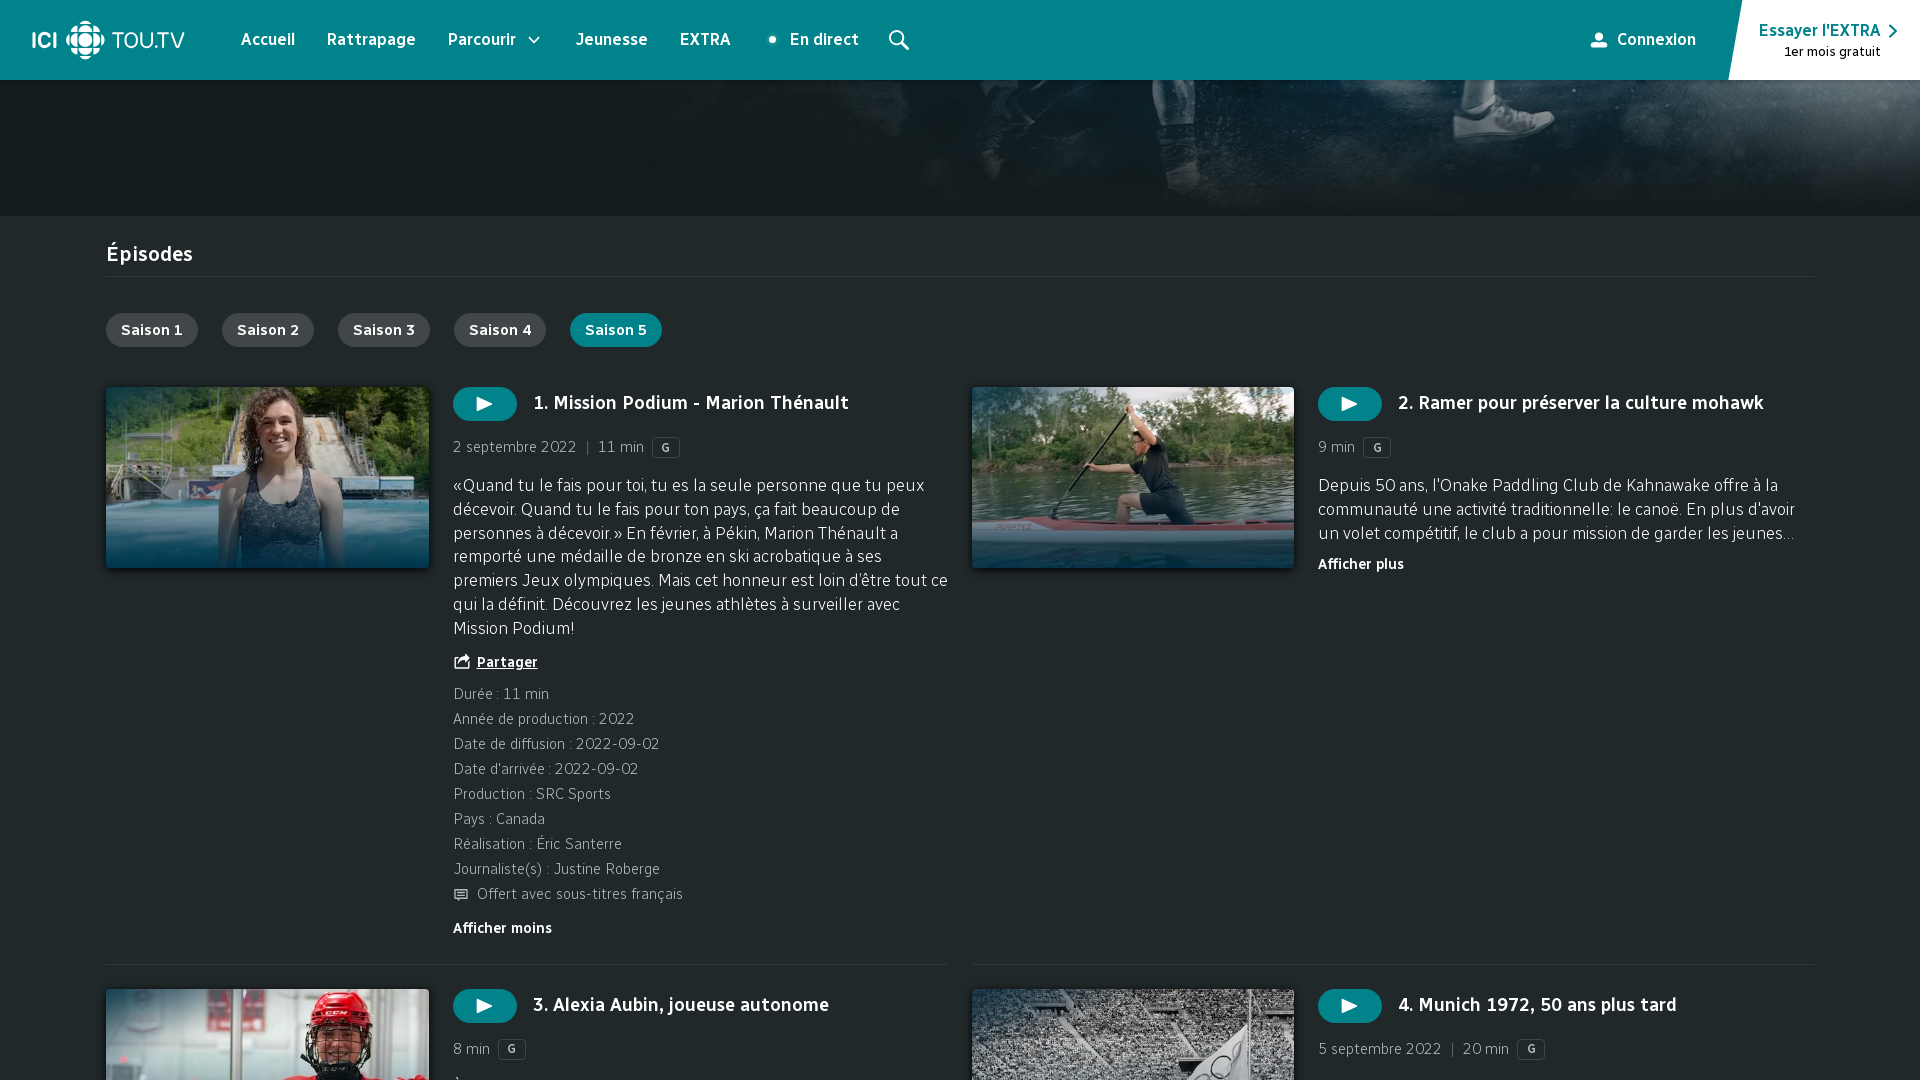 ICI TOU.TV
Accueil
Rattrapage
Parcourir
Jeunesse
EXTRA
En direct
Connexion
Essayer l'EXTRA
1er mois gratuit
Épisodes
Saison 1
Saison 2
Saison 3
Saison 4
Saison 5
1. Mission Podium - Marion Thénault
2 septembre 2022 | 11 min G
«Quand tu le fais pour toi, tu es la seule personne que tu peux
décevoir. Quand tu le fais pour ton pays, ça fait beaucoup de
personnes à décevoir.» En février, à Pékin, Marion Thénault a
remporté une médaille de bronze en ski acrobatique à ses
premiers Jeux olympiques. Mais cet honneur est loin d'être tout ce
qui la définit. Découvrez les jeunes athlètes à surveiller avec
Mission Podium!
Partager
Durée : 11 min
Année de production : 2022
Date de diffusion : 2022-09-02
Date d'arrivée : 2022-09-02
Production : SRC Sports
Pays : Canada
Réalisation : Éric Santerre
Journaliste(s) : Justine Roberge
Offert avec sous-titres français
Afficher moins
2. Ramer pour préserver la culture mohawk
9 min G
Depuis 50 ans, l'Onake Paddling Club de Kahnawake offre à la
communauté une activité traditionnelle: le canoë. En plus d'avoir
un volet compétitif, le club a pour mission de garder les jeunes...
Afficher plus
3. Alexia Aubin, joueuse autonome
8 min G
CCM
4. Munich 1972, 50 ans plus tard
5 septembre 2022 | 20 min G